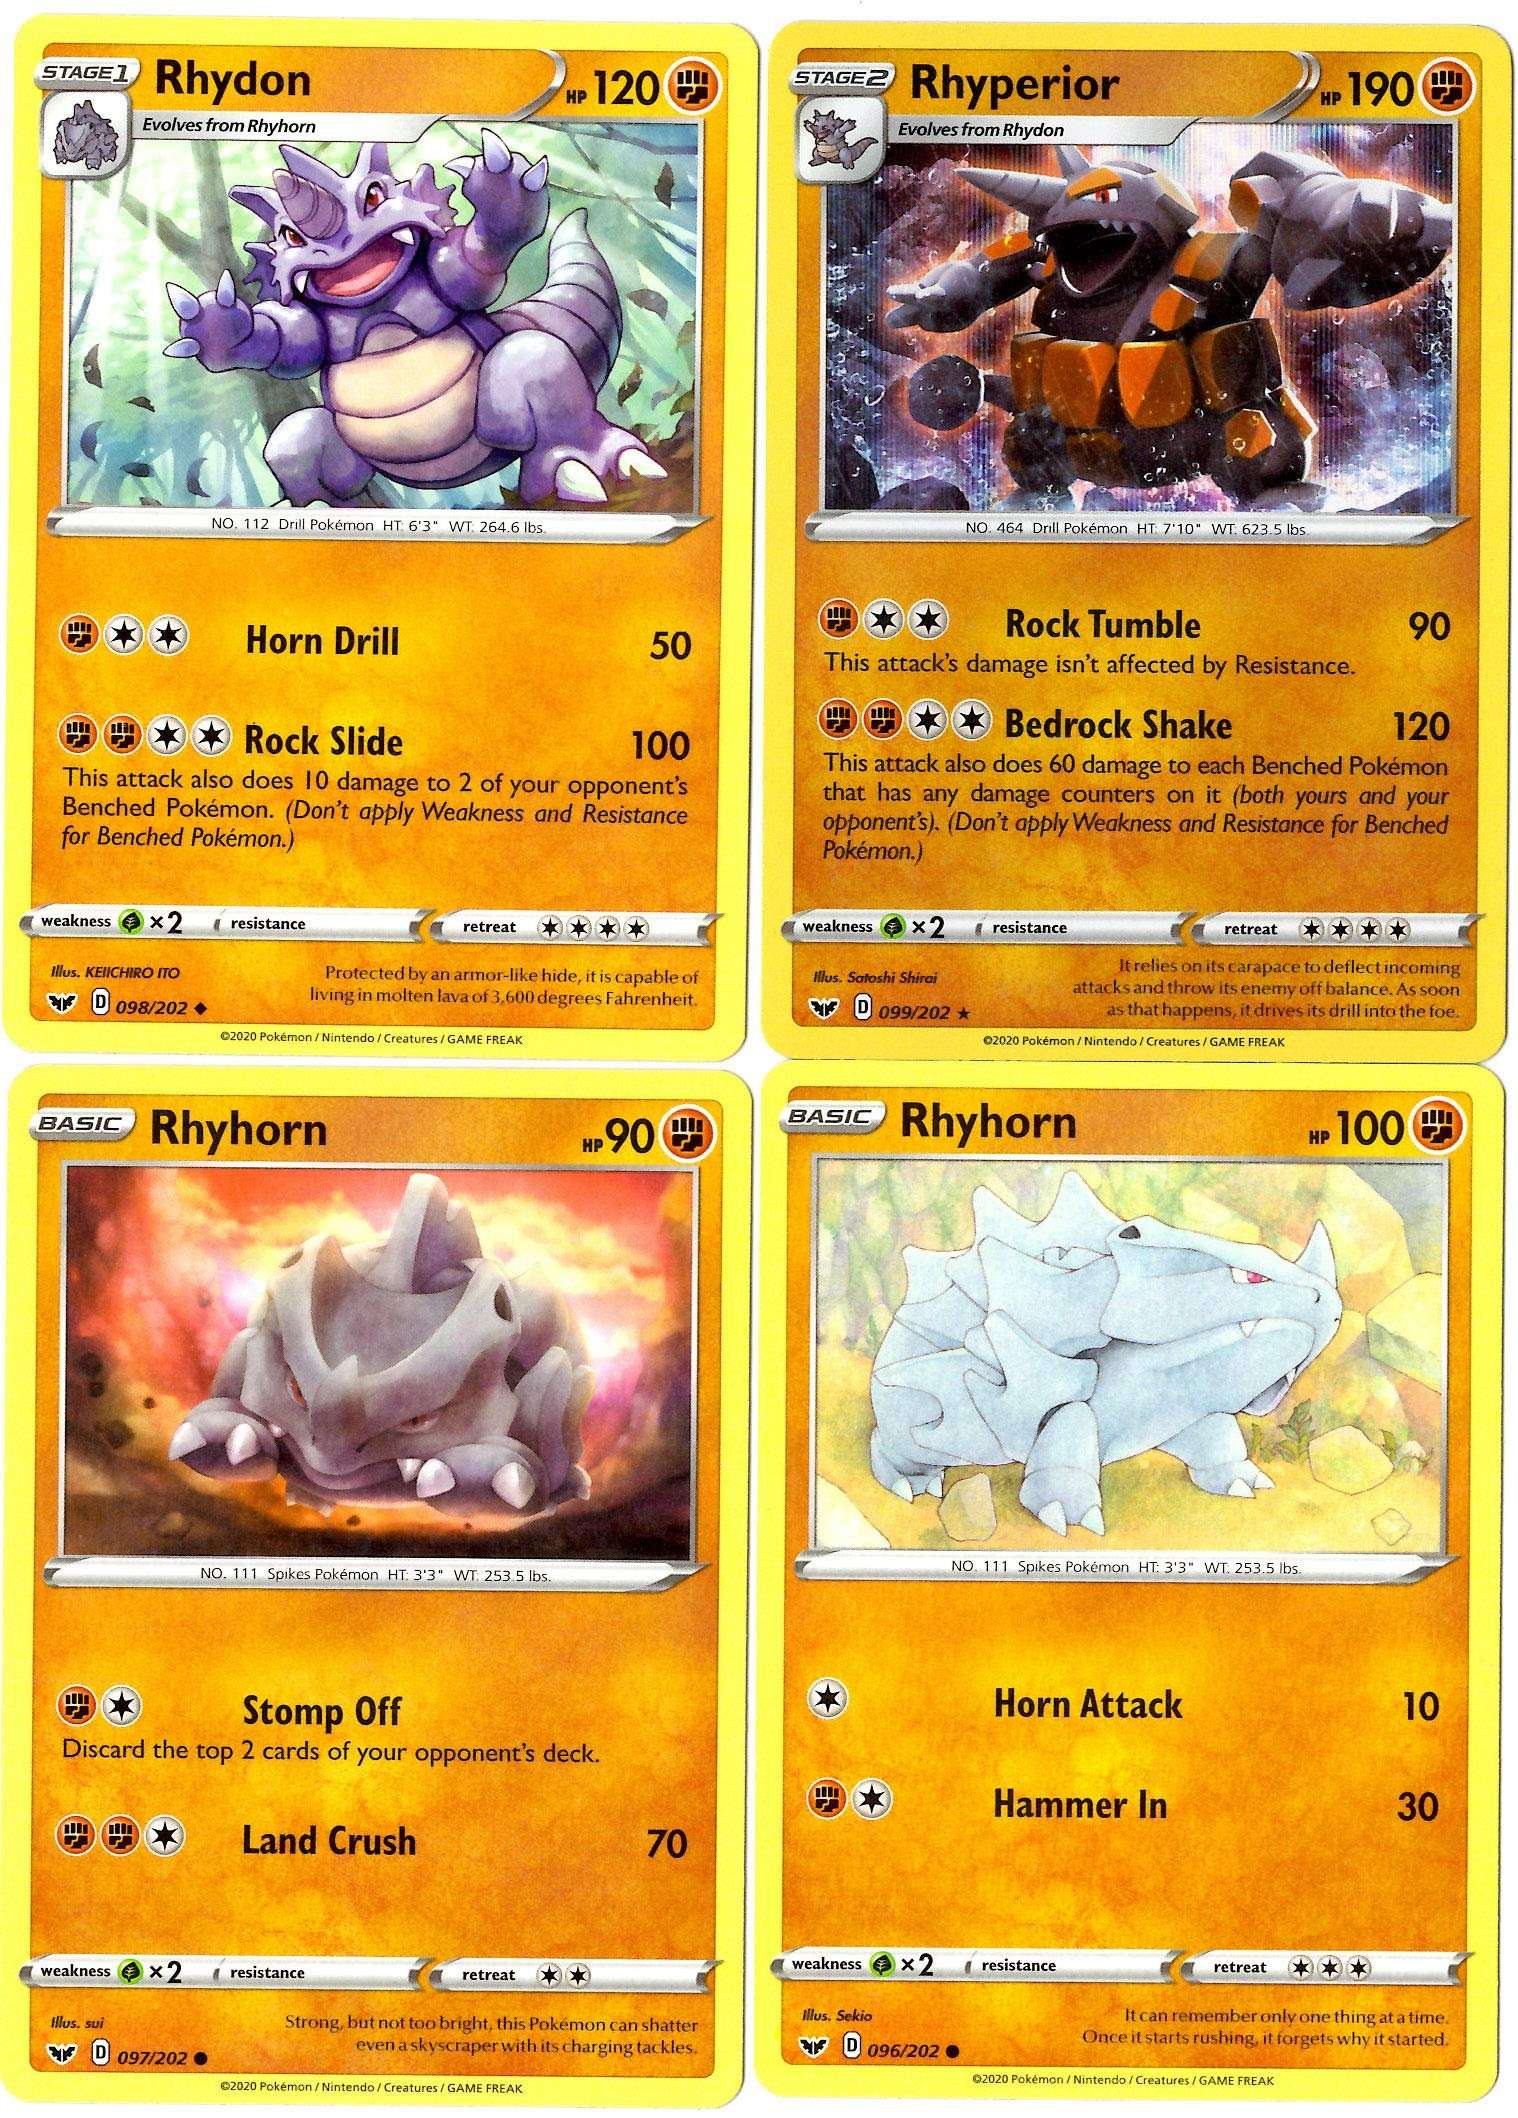 STAGE1
Rhydon
HP 120
Evolves from Rhyhorn
NO. 112 Drill Pokémon HT: 6'3" WT: 264.6 lbs.
Horn Drill 50
Rock Slide 100
This attack also does 10 damage to 2 of your opponent's
Benched Pokémon. (Don't apply Weakness and Resistance
for Benched Pokémon.)
weakness ×2 resistance retreat
Illus. KEIICHIRO ITO
Protected by an armor-like hide, it is capable of
living in molten lava of 3,600 degrees Fahrenheit.
D 098/202
©2020 Pokémon / Nintendo / Creatures / GAME FREAK
STAGE2
Rhyperior
HP 190
Evolves from Rhydon
NO. 464 Drill Pokémon HT: 7'10" WT: 623.5 lbs.
Rock Tumble 90
This attack's damage isn't affected by Resistance.
Bedrock Shake 120
This attack also does 60 damage to each Benched Pokémon
that has any damage counters on it (both yours and your
opponent's). (Don't apply Weakness and Resistance for Benched
Pokémon.)
weakness ×2 resistance retreat
Illus. Satoshi Shirai
It relies on its carapace to deflect incoming
attacks and throw its enemy off balance. As soon
as that happens, it drives its drill into the foe.
D 099/202
©2020 Pokémon / Nintendo / Creatures / GAME FREAK
BASIC
Rhyhorn
HP 90
NO. 111 Spikes Pokémon HT: 3'3" WT: 253.5 lbs.
Stomp Off
Discard the top 2 cards of your opponent's deck.
Land Crush 70
weakness ×2 resistance retreat
Illus. sui
Strong, but not too bright, this Pokémon can shatter
even a skyscraper with its charging tackles.
D 097/202
©2020 Pokémon / Nintendo / Creatures / GAME FREAK
BASIC
Rhyhorn
HP 100
NO. 111 Spikes Pokémon HT: 3'3" WT: 253.5 lbs.
Horn Attack 10
Hammer In 30
weakness ×2 resistance retreat
Illus. Sekio
It can remember only one thing at a time.
Once it starts rushing, it forgets why it started.
D 096/202
©2020 Pokémon / Nintendo / Creatures / GAME FREAK